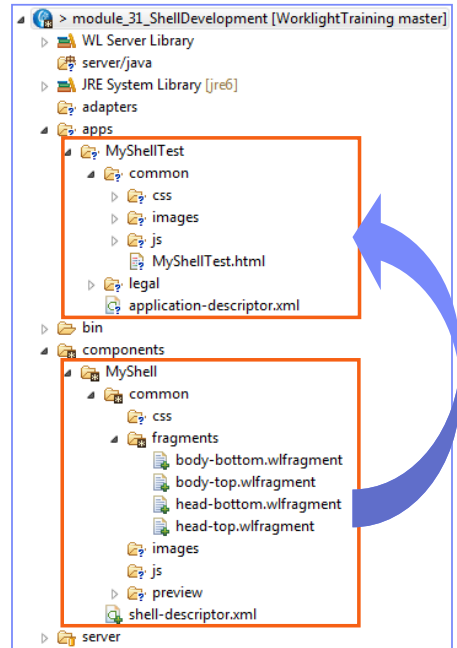 > module_31_ShellDevelopment [WorklightTraining master]
WL Server Library
server/java
JRE System Library [jre6]
adapters
apps
MyShellTest
common
css
images
js
MyShellTest.html
legal
application-descriptor.xml
bin
components
MyShell
common
css
fragments
body-bottom.wlfragment
body-top.wlfragment
head-bottom.wlfragment
head-top.wlfragment
images
js
preview
shell-descriptor.xml
server